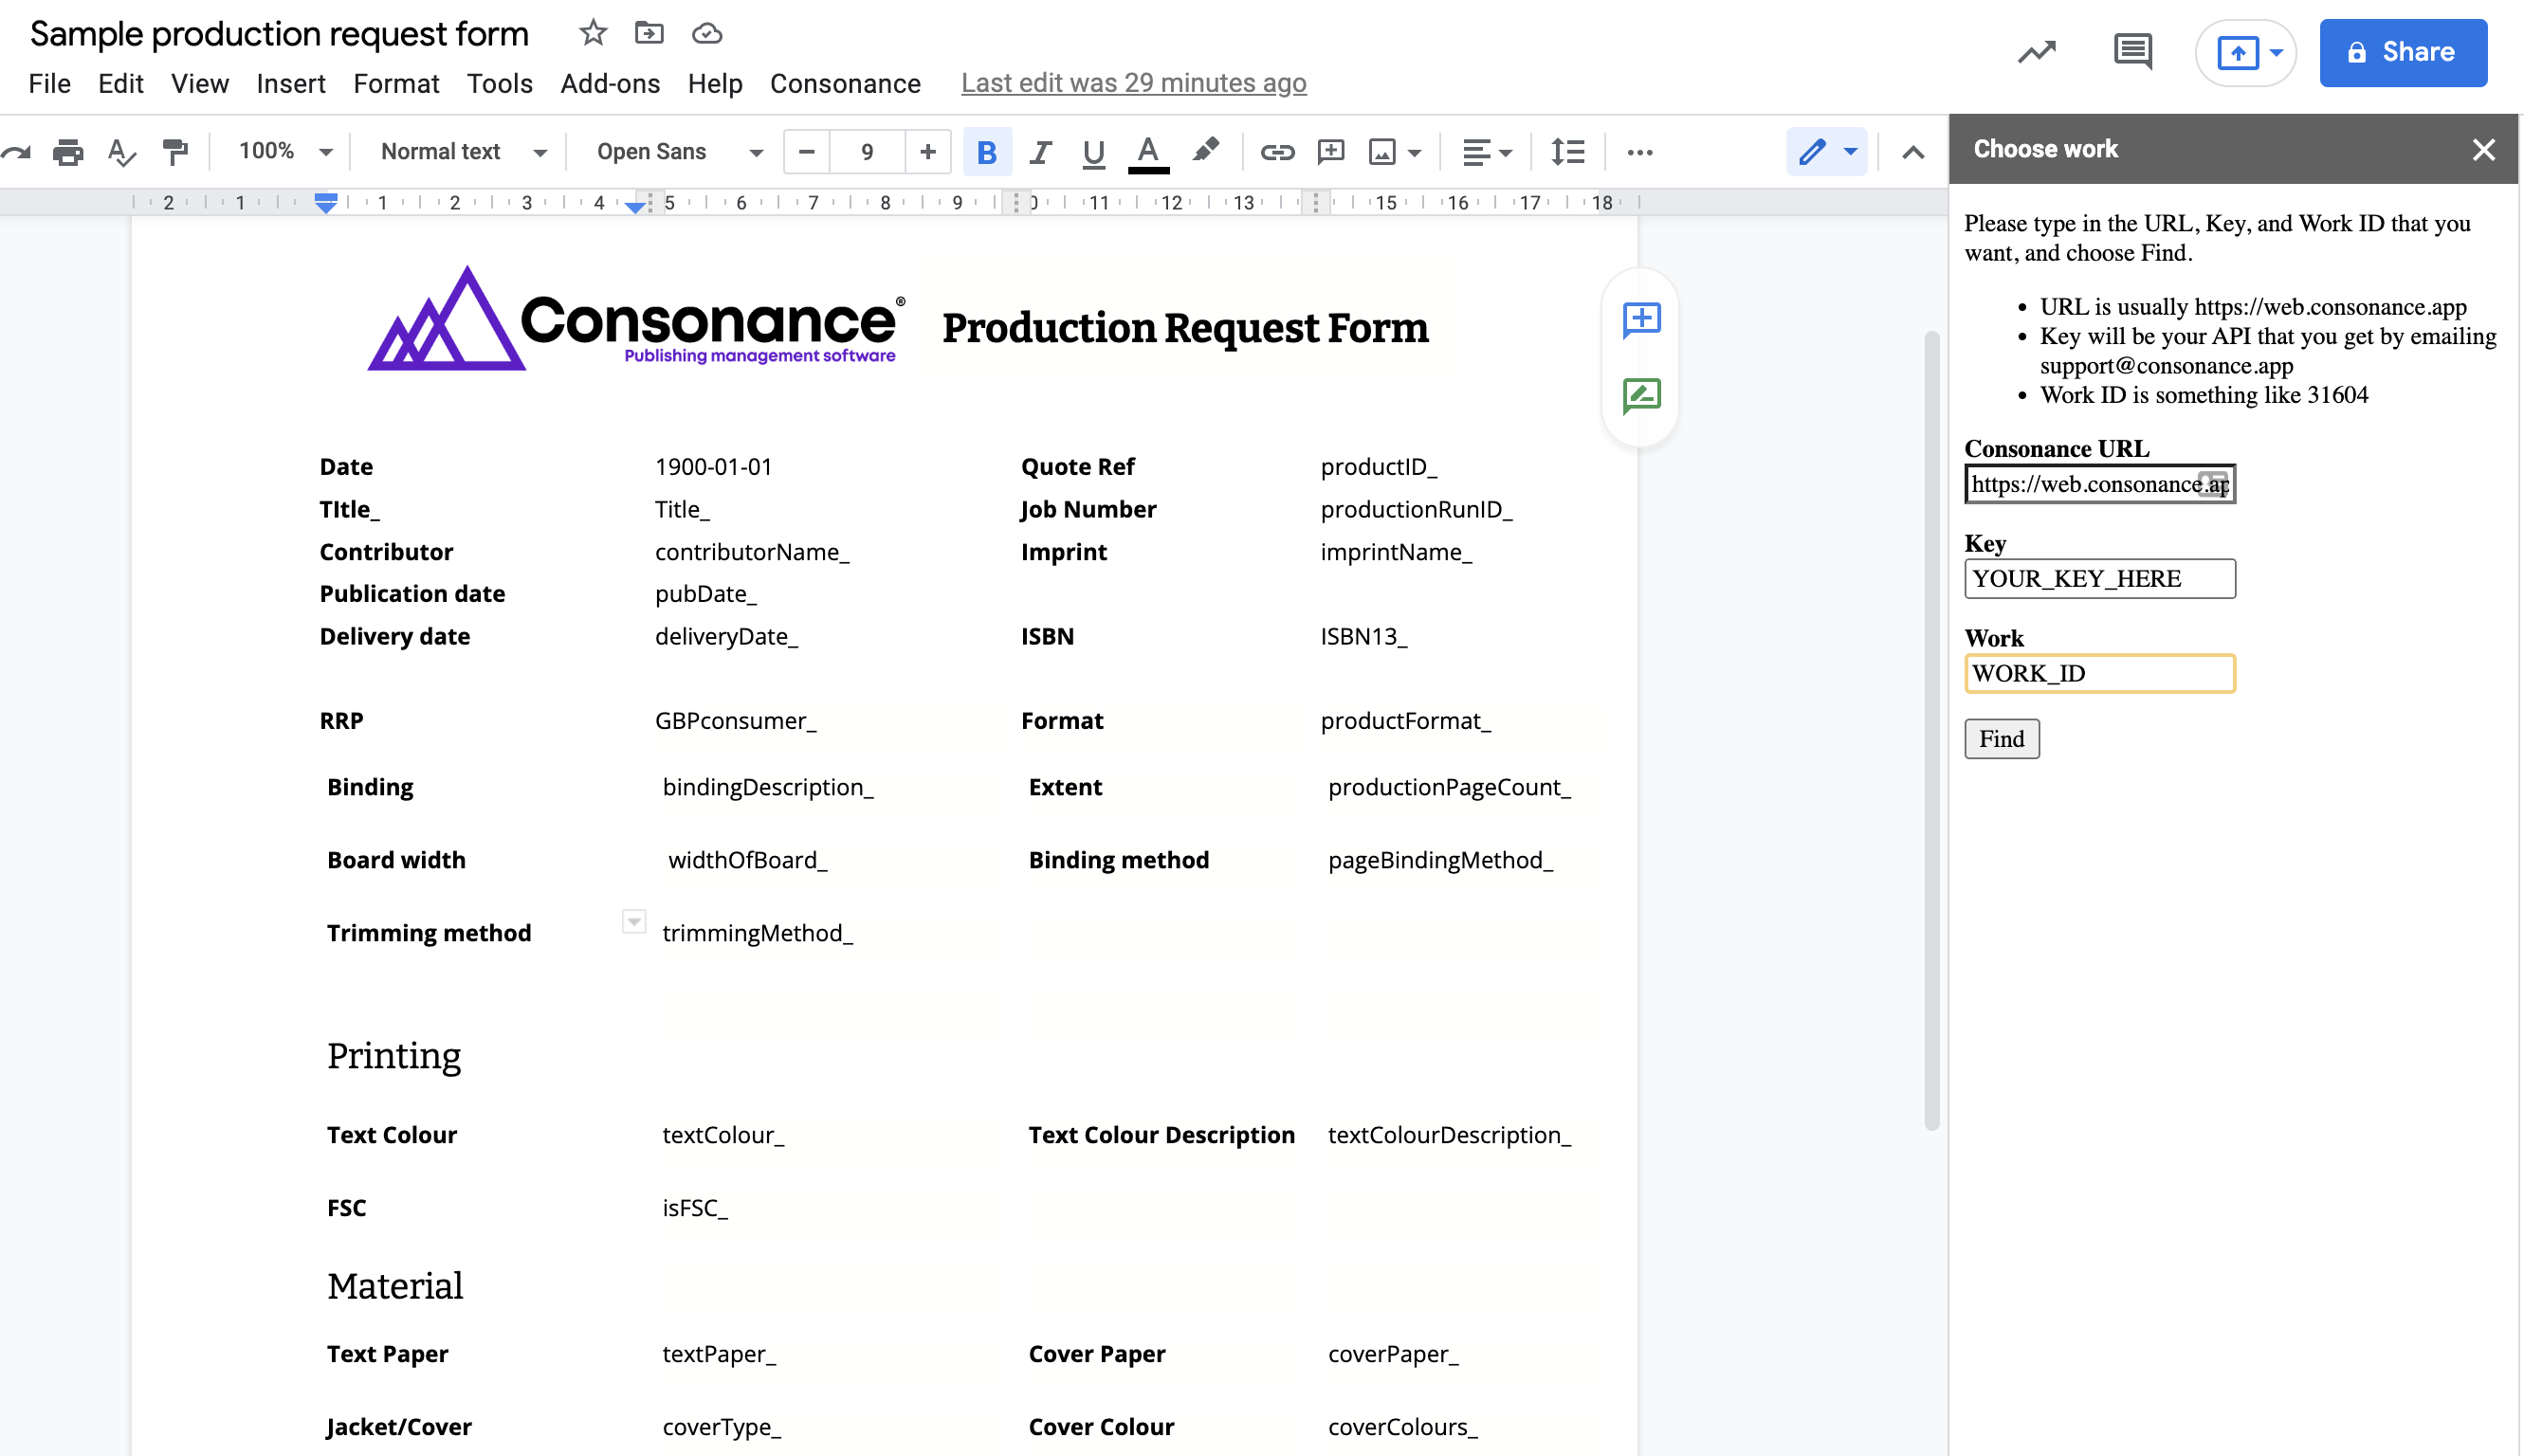 Sample production request form
File Edit View Insert Format Tools Add-ons Help Consonance Last edit was 29 minutes ago
Share
100% Normal text Open Sans - 9 + B I U A
2 1 1 2 3 4 5 6 7 8 9 11 12 13 15 16 17 18
Consonance®
Publishing management software
Production Request Form
Date 1900-01-01 Quote Ref productID_
TItle_ Title_ Job Number productionRunID_
Contributor contributorName_ Imprint imprintName_
Publication date pubDate_
Delivery date deliveryDate_ ISBN ISBN13_
RRP GBPconsumer_ Format productFormat_
Binding bindingDescription_ Extent productionPageCount_
Board width widthOfBoard_ Binding method pageBindingMethod_
Trimming method trimmingMethod_
Printing
Text Colour textColour_ Text Colour Description textColourDescription_
FSC isFSC_
Material
Text Paper textPaper_ Cover Paper coverPaper_
Jacket/Cover coverType_ Cover Colour coverColours_
Choose work
Please type in the URL, Key, and Work ID that you
want, and choose Find.
• URL is usually https://web.consonance.app
• Key will be your API that you get by emailing
support@consonance.app
• Work ID is something like 31604
Consonance URL
https://web.consonance.ap
Key
YOUR_KEY_HERE
Work
WORK_ID
Find